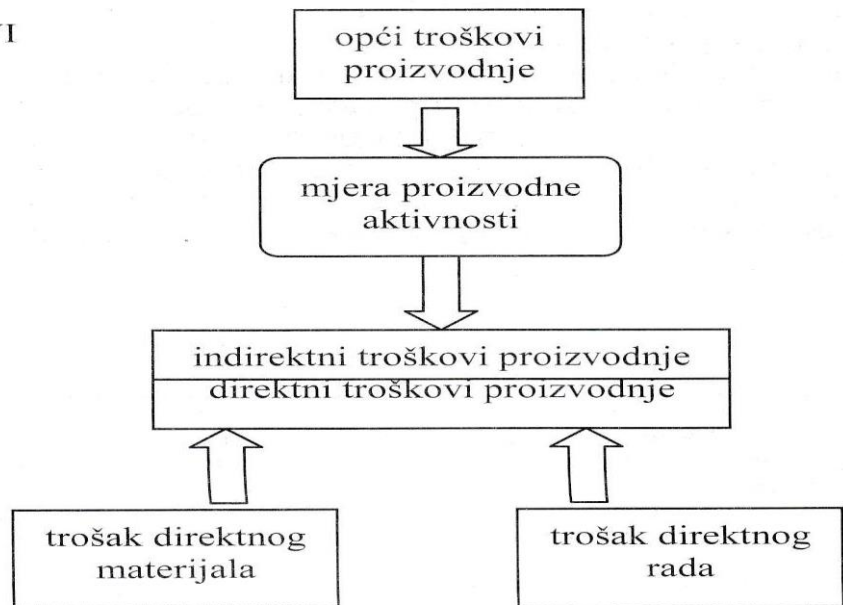 opći troškovi
proizvodnje
mjera proizvodne
aktivnosti
indirektni troškovi proizvodnje
direktni troškovi proizvodnje
trošak direktnog
materijala
trošak direktnog
rada